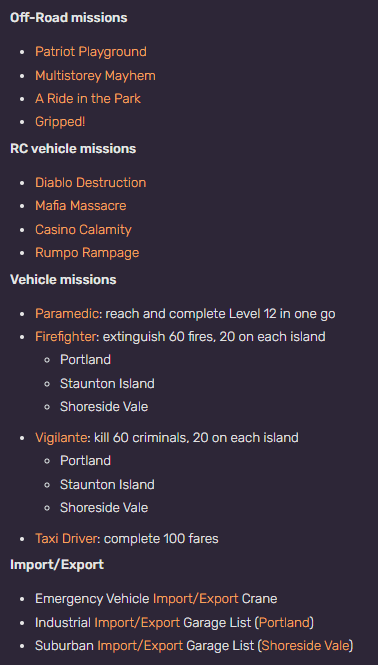 Off-Road missions
Patriot Playground
Multistorey Mayhem
A Ride in the Park
Gripped!
RC vehicle missions
Diablo Destruction
Mafia Massacre
Casino Calamity
Rumpo Rampage
Vehicle missions
Paramedic: reach and complete Level 12 in one go
Firefighter: extinguish 60 fires, 20 on each island
Portland
Staunton Island
Shoreside Vale
Vigilante: kill 60 criminals, 20 on each island
Portland
Staunton Island
Shoreside Vale
Taxi Driver: complete 100 fares
Import/Export
Emergency Vehicle Import/Export Crane
Industrial Import/Export Garage List (Portland)
Suburban Import/Export Garage List (Shoreside Vale)